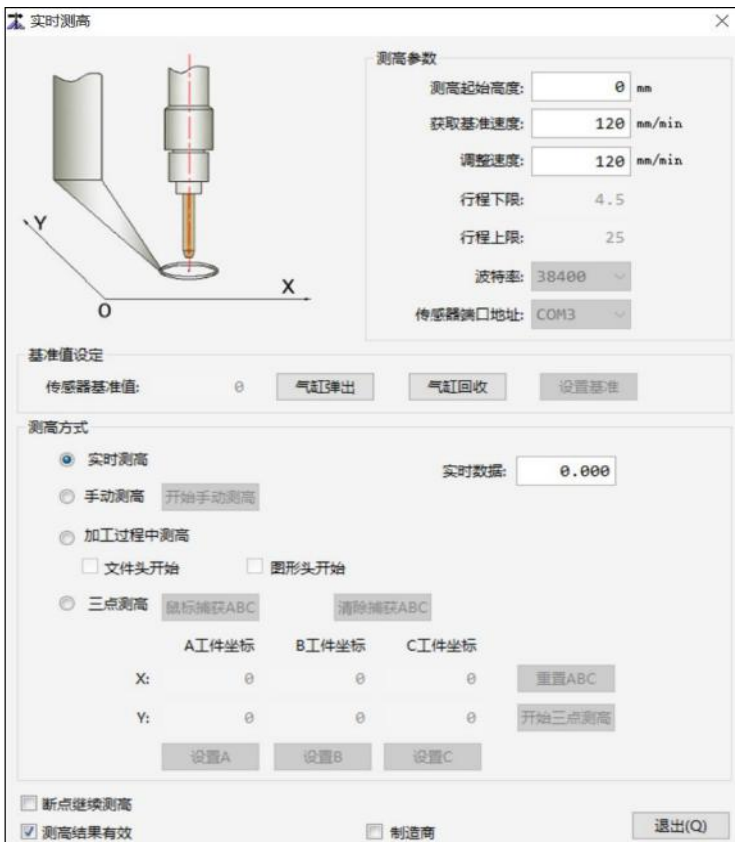 实时测高
测高参数
测高起始高度: 0 mm
获取基准速度: 120 mm/min
调整速度: 120 mm/min
行程下限: 4.5
行程上限: 25
波特率: 38400
传感器端口地址: COM3
Y
X
O
基准值设定
传感器基准值: 0 气缸弹出 气缸回收 设置基准
测高方式
实时测高 实时数据: 0.000
手动测高 开始手动测高
加工过程中测高
文件头开始 图形头开始
三点测高 鼠标捕获ABC 清除捕获ABC
A工件坐标 B工件坐标 C工件坐标
X: 0 0 0 重置ABC
Y: 0 0 0 开始三点测高
设置A 设置B 设置C
断点继续测高
测高结果有效 制造商 退出(Q)